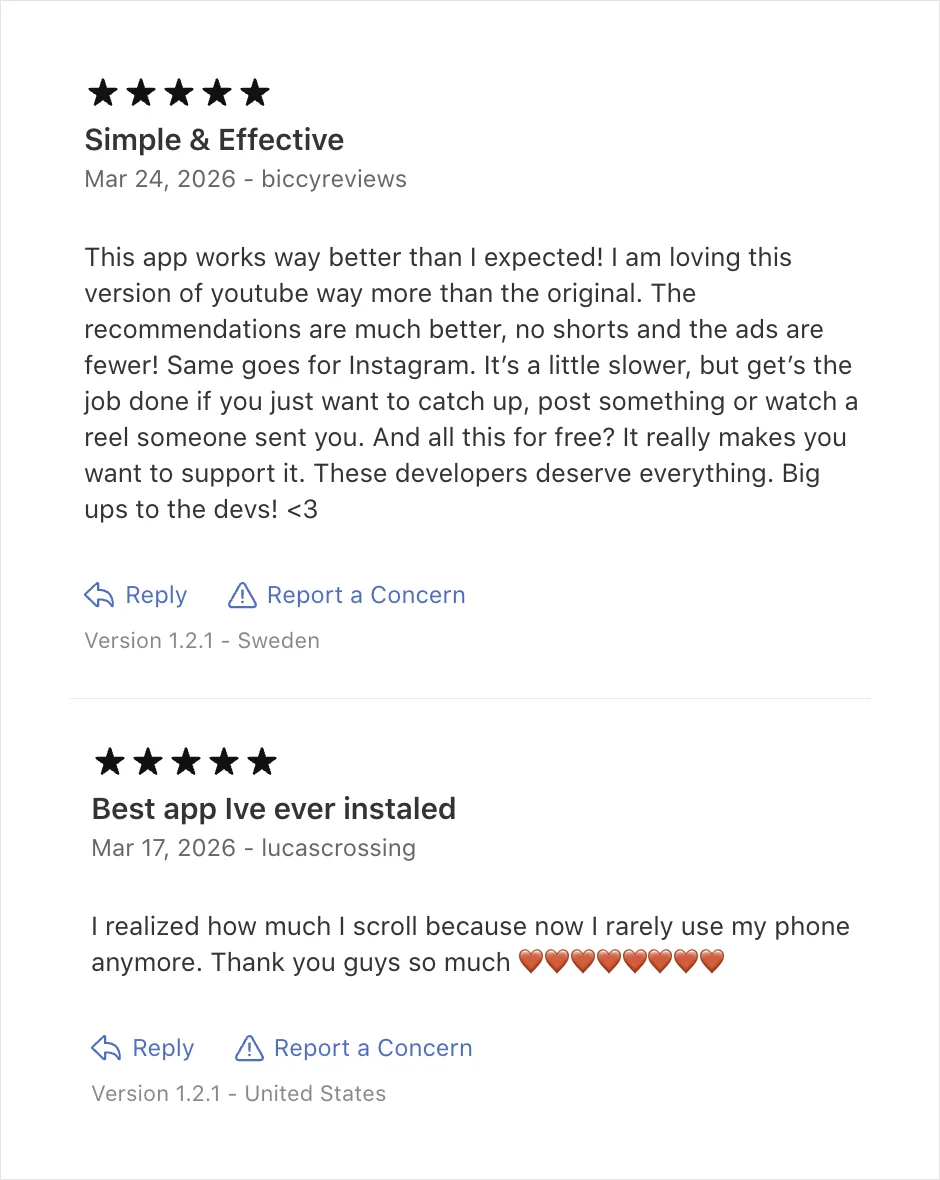 ★★★★★
Simple & Effective
Mar 24, 2026 - biccyreviews
This app works way better than I expected! I am loving this
version of youtube way more than the original. The
recommendations are much better, no shorts and the ads are
fewer! Same goes for Instagram. It’s a little slower, but get’s the
job done if you just want to catch up, post something or watch a
reel someone sent you. And all this for free? It really makes you
want to support it. These developers deserve everything. Big
ups to the devs! <3
Reply Report a Concern
Version 1.2.1 - Sweden
★★★★★
Best app Ive ever instaled
Mar 17, 2026 - lucascrossing
I realized how much I scroll because now I rarely use my phone
anymore. Thank you guys so much ❤️❤️❤️❤️❤️❤️❤️❤️
Reply Report a Concern
Version 1.2.1 - United States